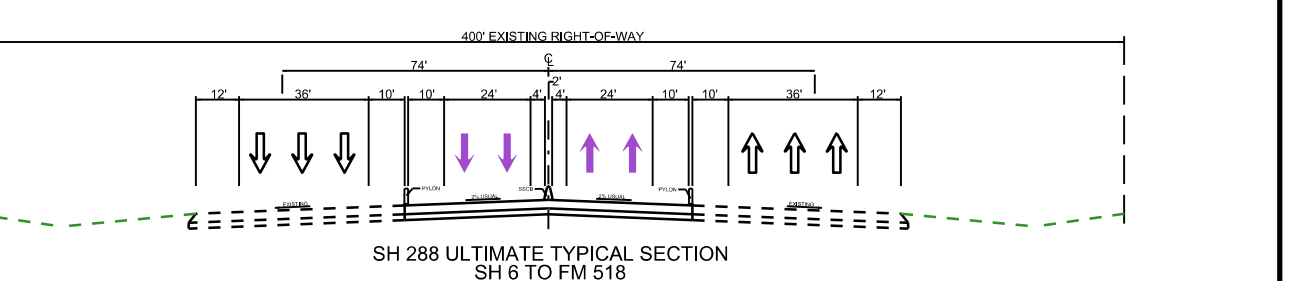 400' EXISTING RIGHT-OF-WAY
74' ℄ 74'
2'
12' 36' 10' 10' 24' 4' 4' 24' 10' 10' 36' 12'
PYLON SSCB PYLON
2% USUAL 2% USUAL
EXISTING EXISTING
SH 288 ULTIMATE TYPICAL SECTION
SH 6 TO FM 518